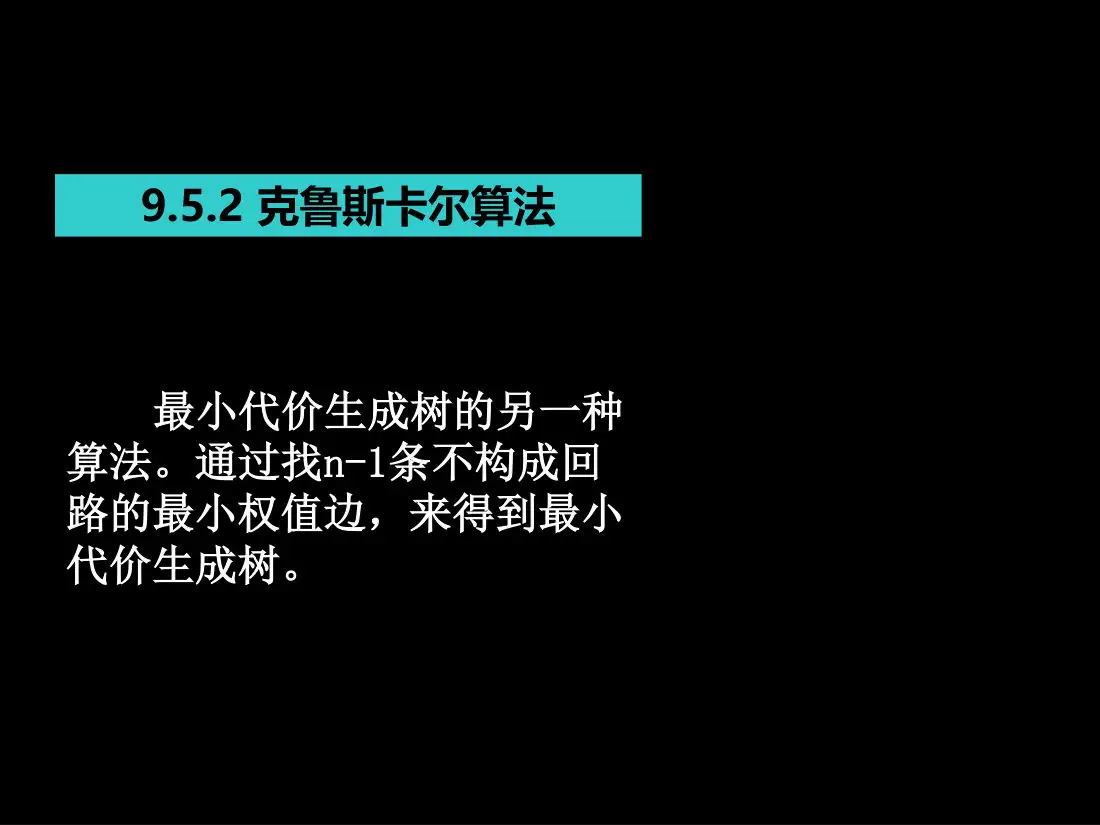 9.5.2 克鲁斯卡尔算法
最小代价生成树的另一种
算法。通过找n-1条不构成回
路的最小权值边，来得到最小
代价生成树。